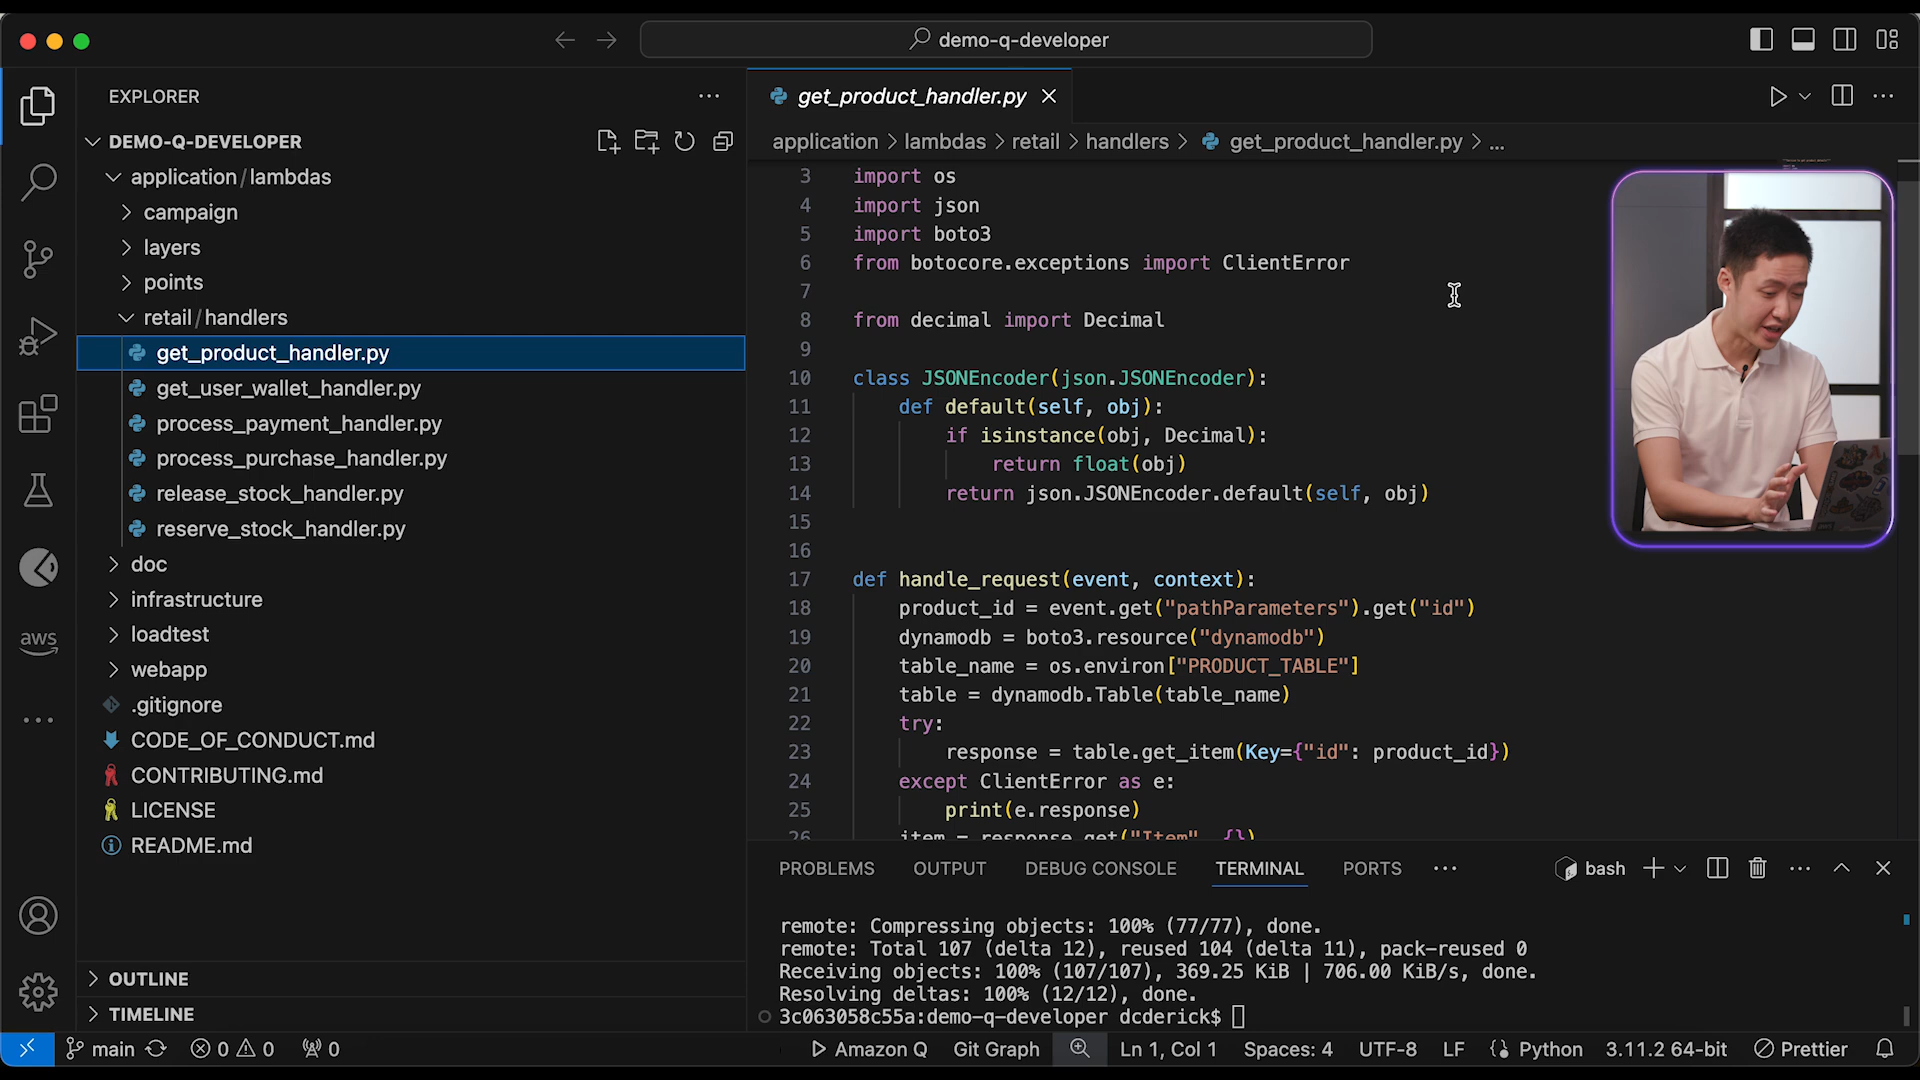 demo-q-developer
EXPLORER
DEMO-Q-DEVELOPER
application/lambdas
campaign
layers
points
retail/handlers
get_product_handler.py
get_user_wallet_handler.py
process_payment_handler.py
process_purchase_handler.py
release_stock_handler.py
reserve_stock_handler.py
doc
infrastructure
loadtest
webapp
.gitignore
CODE_OF_CONDUCT.md
CONTRIBUTING.md
LICENSE
README.md
OUTLINE
TIMELINE
aws
get_product_handler.py
application > lambdas > retail > handlers > get_product_handler.py > ...
3 import os
4 import json
5 import boto3
6 from botocore.exceptions import ClientError
7
8 from decimal import Decimal
9
10 class JSONEncoder(json.JSONEncoder):
11 def default(self, obj):
12 if isinstance(obj, Decimal):
13 return float(obj)
14 return json.JSONEncoder.default(self, obj)
15
16
17 def handle_request(event, context):
18 product_id = event.get("pathParameters").get("id")
19 dynamodb = boto3.resource("dynamodb")
20 table_name = os.environ["PRODUCT_TABLE"]
21 table = dynamodb.Table(table_name)
22 try:
23 response = table.get_item(Key={"id": product_id})
24 except ClientError as e:
25 print(e.response)
26 item = response.get("Item", {})
PROBLEMS OUTPUT DEBUG CONSOLE TERMINAL PORTS ... bash
remote: Compressing objects: 100% (77/77), done.
remote: Total 107 (delta 12), reused 104 (delta 11), pack-reused 0
Receiving objects: 100% (107/107), 369.25 KiB | 706.00 KiB/s, done.
Resolving deltas: 100% (12/12), done.
3c063058c55a:demo-q-developer dcderick$
main 0 0 0 Amazon Q Git Graph Ln 1, Col 1 Spaces: 4 UTF-8 LF Python 3.11.2 64-bit Prettier